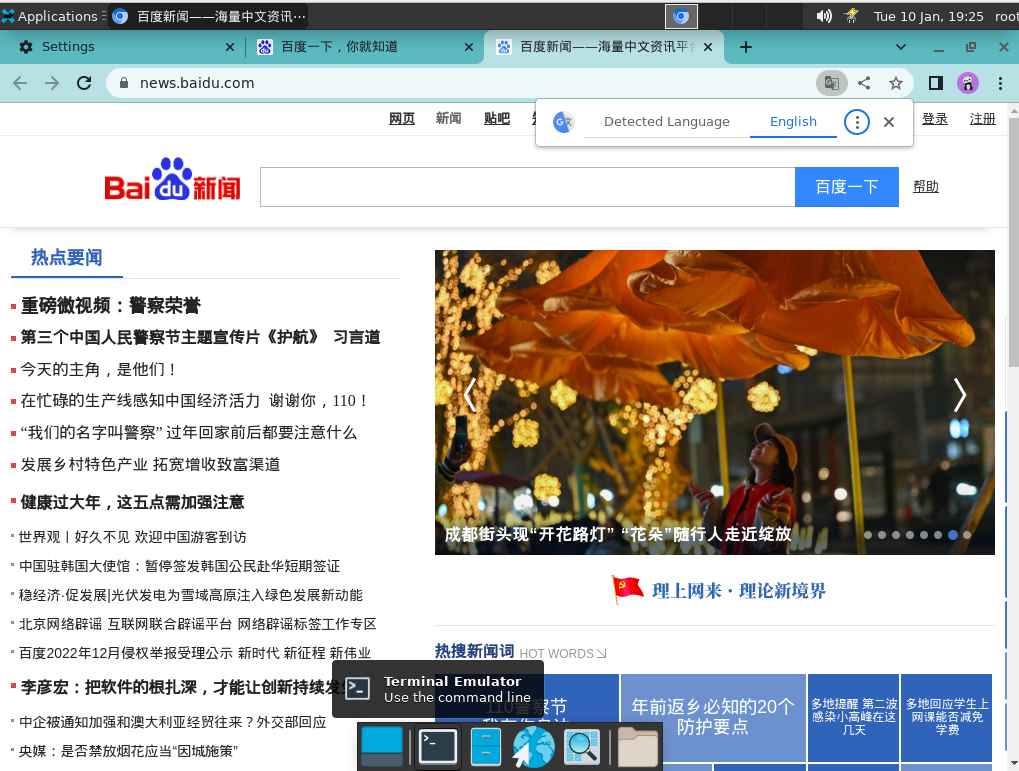 Applications
百度新闻——海量中文资讯···
Tue 10 Jan, 19:25
root
Settings
百度一下，你就知道
百度新闻——海量中文资讯平台
news.baidu.com
网页
新闻
贴吧
登录
注册
Detected Language
English
Bai du 新闻
百度一下
帮助
热点要闻
重磅微视频：警察荣誉
第三个中国人民警察节主题宣传片《护航》 习言道
今天的主角，是他们！
在忙碌的生产线感知中国经济活力 谢谢你，110！
“我们的名字叫警察” 过年回家前后都要注意什么
发展乡村特色产业 拓宽增收致富渠道
健康过大年，这五点需加强注意
世界观丨好久不见 欢迎中国游客到访
中国驻韩国大使馆：暂停签发韩国公民赴华短期签证
稳经济·促发展|光伏发电为雪域高原注入绿色发展新动能
北京网络辟谣 互联网联合辟谣平台 网络辟谣标签工作专区
百度2022年12月侵权举报受理公示 新时代 新征程 新伟业
李彦宏：把软件的根扎深，才能让创新持续发
中企被通知加强和澳大利亚经贸往来？外交部回应
央媒：是否禁放烟花应当“因城施策”
成都街头现“开花路灯” “花朵”随行人走近绽放
理上网来·理论新境界
热搜新闻词 HOT WORDS
110警察节
年前返乡必知的20个
防护要点
多地提醒 第二波
感染小高峰在这
几天
多地回应学生上
网课能否减免
学费
Terminal Emulator
Use the command line